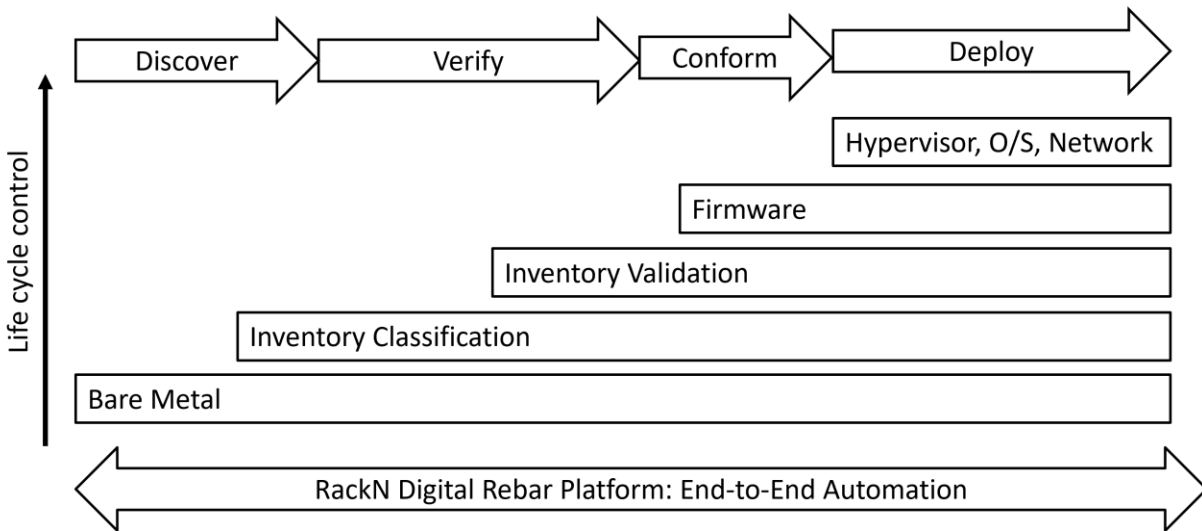 Discover
Verify
Conform
Deploy
Life cycle control
Hypervisor, O/S, Network
Firmware
Inventory Validation
Inventory Classification
Bare Metal
RackN Digital Rebar Platform: End-to-End Automation